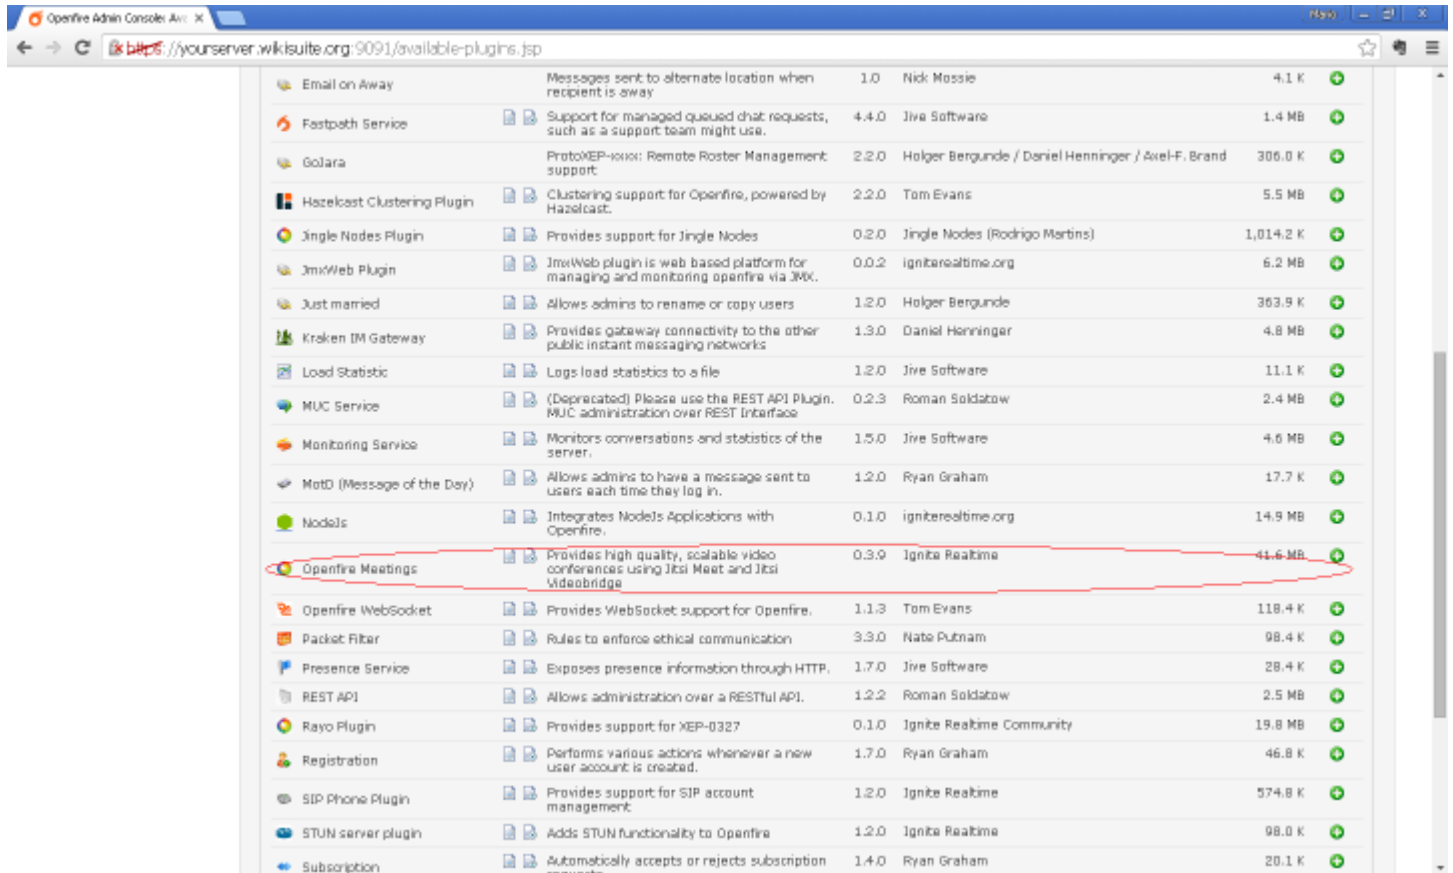 Openfire Admin Console: Av
https://yourserver.wikisuite.org:9091/available-plugins.jsp
Email on Away Messages sent to alternate location when recipient is away 1.0 Nick Mossie 4.1 K
Fastpath Service Support for managed queued chat requests, such as a support team might use. 4.4.0 Jive Software 1.4 MB
GoJara ProtoXEP-xxxx: Remote Roster Management support 2.2.0 Holger Bergunde / Daniel Henninger / Axel-F. Brand 306.0 K
Hazelcast Clustering Plugin Clustering support for Openfire, powered by Hazelcast. 2.2.0 Tom Evans 5.5 MB
Jingle Nodes Plugin Provides support for Jingle Nodes 0.2.0 Jingle Nodes (Rodrigo Martins) 1,014.2 K
JmxWeb Plugin JmxWeb plugin is web based platform for managing and monitoring openfire via JMX. 0.0.2 igniterealtime.org 6.2 MB
Just married Allows admins to rename or copy users 1.2.0 Holger Bergunde 363.9 K
Kraken IM Gateway Provides gateway connectivity to the other public instant messaging networks 1.3.0 Daniel Henninger 4.8 MB
Load Statistic Logs load statistics to a file 1.2.0 Jive Software 11.1 K
MUC Service (Deprecated) Please use the REST API Plugin. MUC administration over REST Interface 0.2.3 Roman Soldatow 2.4 MB
Monitoring Service Monitors conversations and statistics of the server. 1.5.0 Jive Software 4.6 MB
MotD (Message of the Day) Allows admins to have a message sent to users each time they log in. 1.2.0 Ryan Graham 17.7 K
NodeJs Integrates NodeJs Applications with Openfire. 0.1.0 igniterealtime.org 14.9 MB
Openfire Meetings Provides high quality, scalable video conferences using Jitsi Meet and Jitsi Videobridge 0.3.9 Ignite Realtime 41.6 MB
Openfire WebSocket Provides WebSocket support for Openfire. 1.1.3 Tom Evans 118.4 K
Packet Filter Rules to enforce ethical communication 3.3.0 Nate Putnam 98.4 K
Presence Service Exposes presence information through HTTP. 1.7.0 Jive Software 28.4 K
REST API Allows administration over a RESTful API. 1.2.2 Roman Soldatow 2.5 MB
Rayo Plugin Provides support for XEP-0327 0.1.0 Ignite Realtime Community 19.8 MB
Registration Performs various actions whenever a new user account is created. 1.7.0 Ryan Graham 46.8 K
SIP Phone Plugin Provides support for SIP account management 1.2.0 Ignite Realtime 574.8 K
STUN server plugin Adds STUN functionality to Openfire 1.2.0 Ignite Realtime 98.0 K
Subscription Automatically accepts or rejects subscription 1.4.0 Ryan Graham 20.1 K